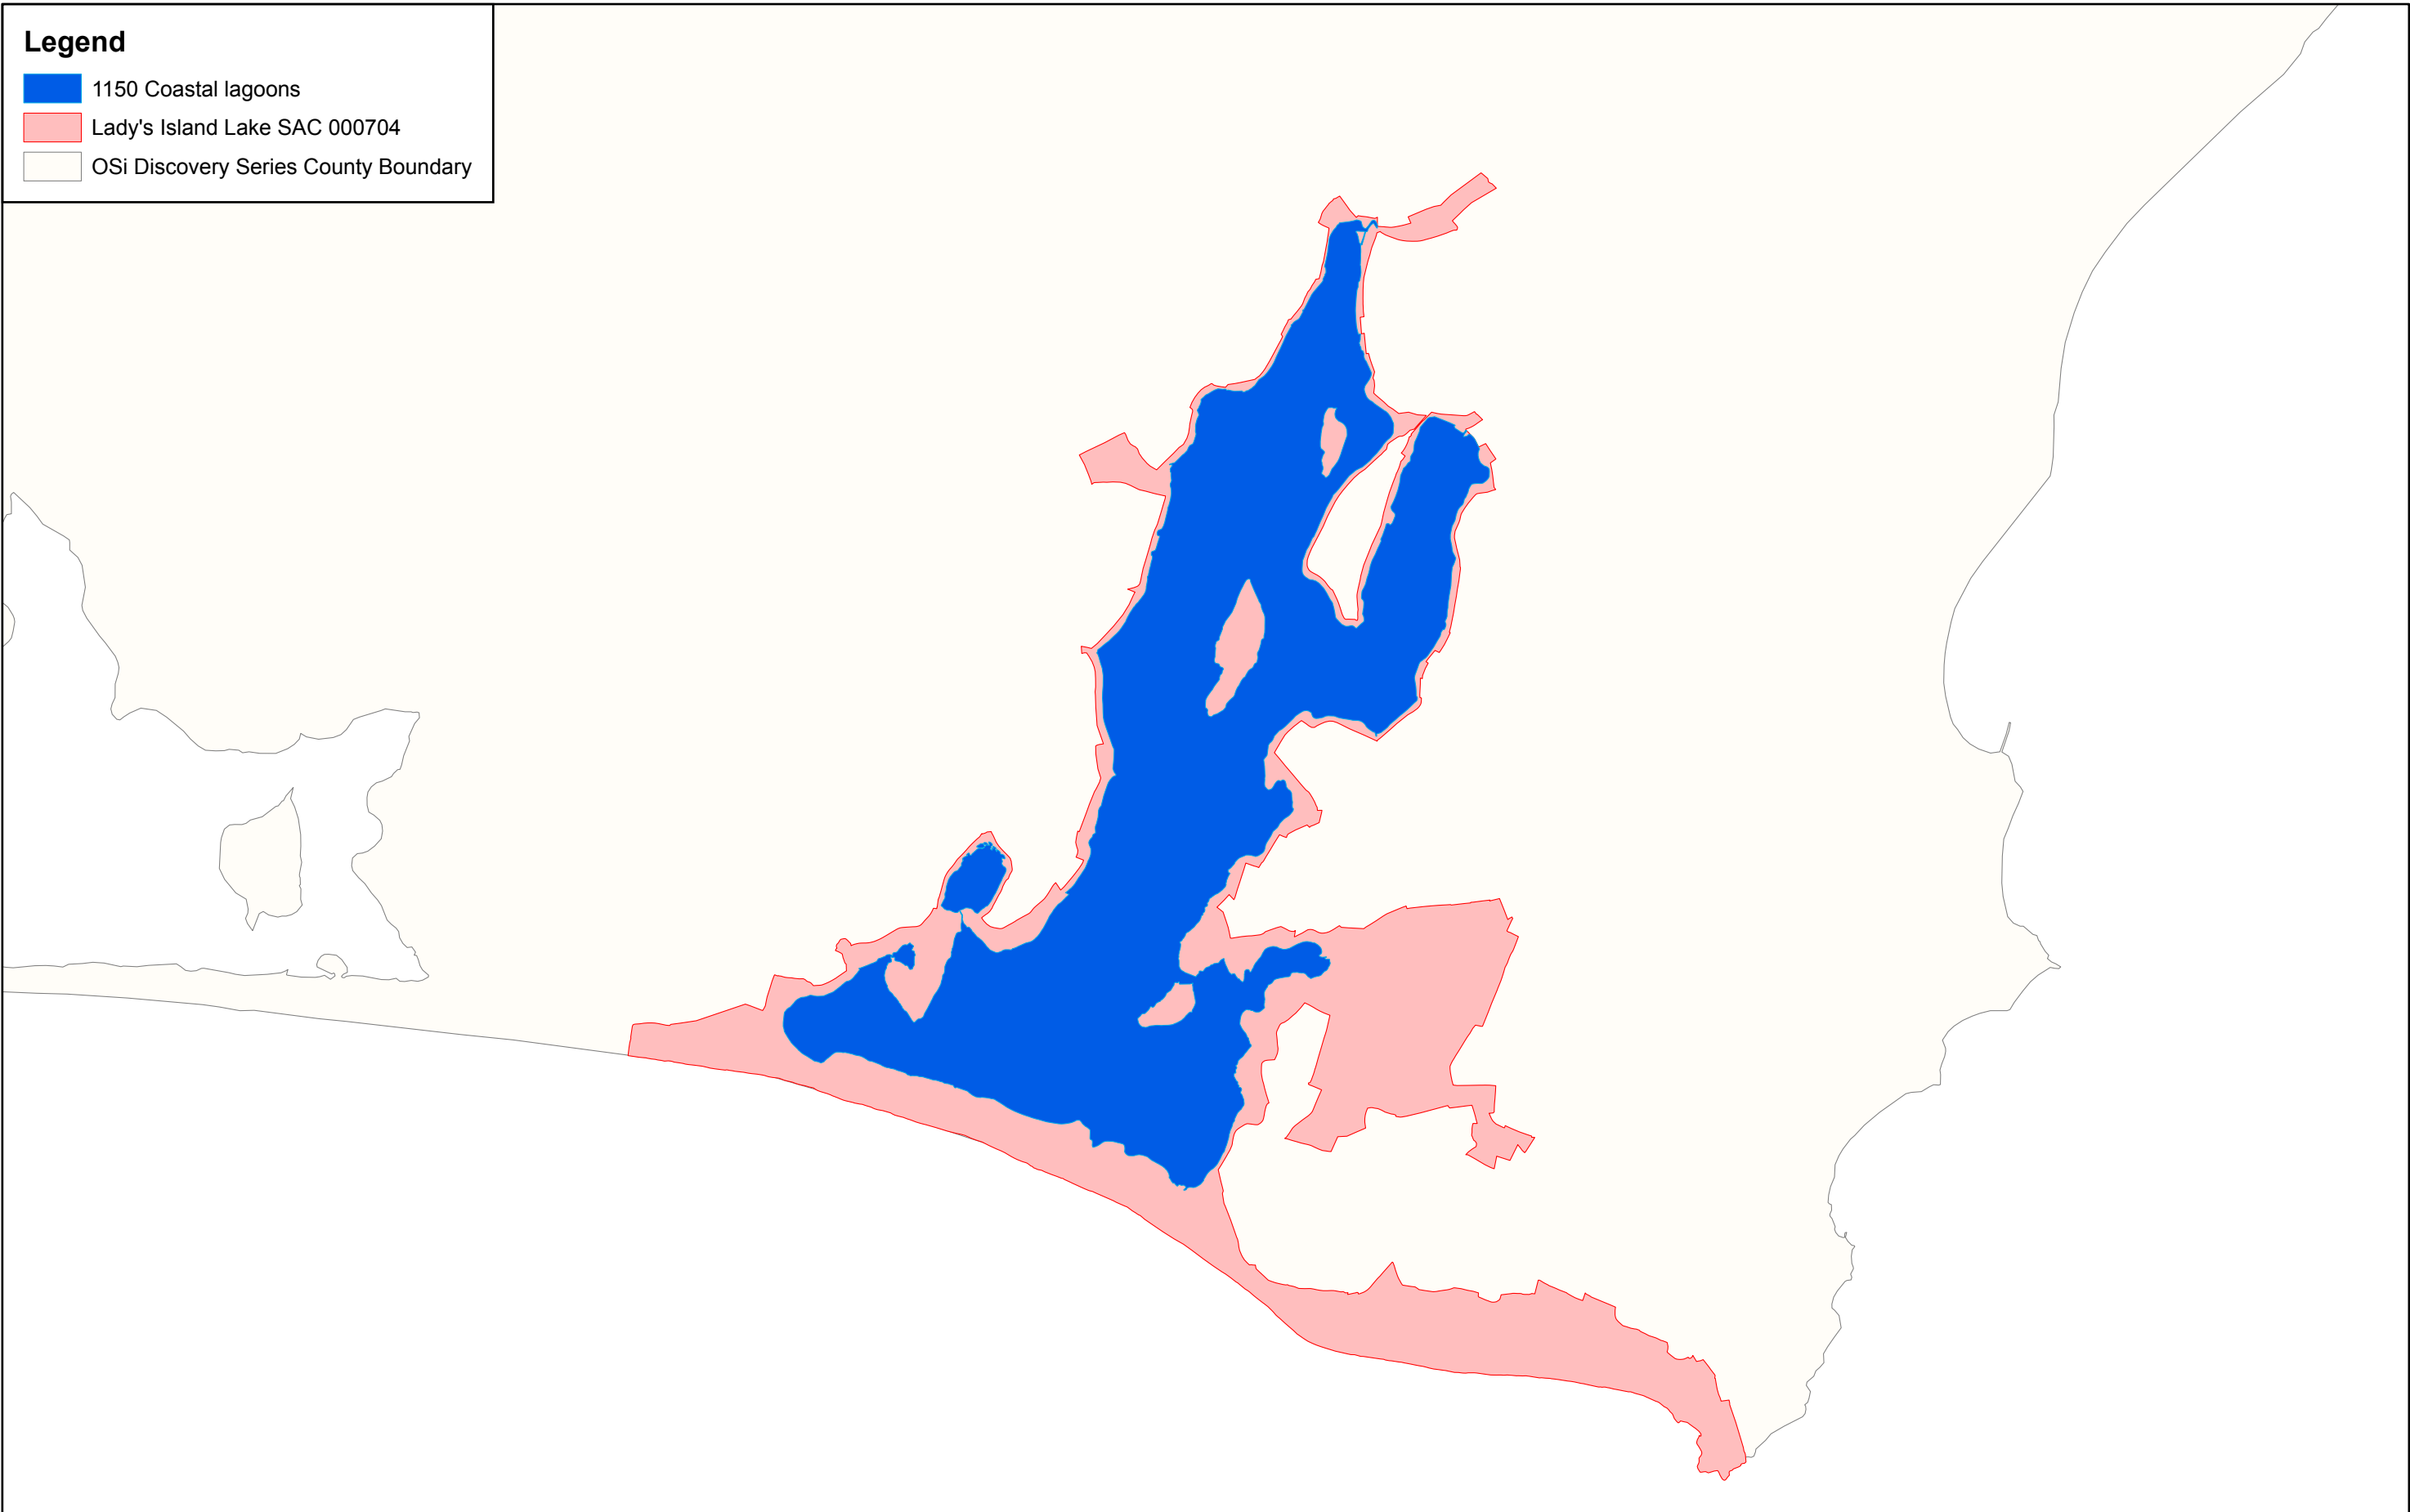 Legend
1150 Coastal lagoons
Lady's Island Lake SAC 000704
OSi Discovery Series County Boundary